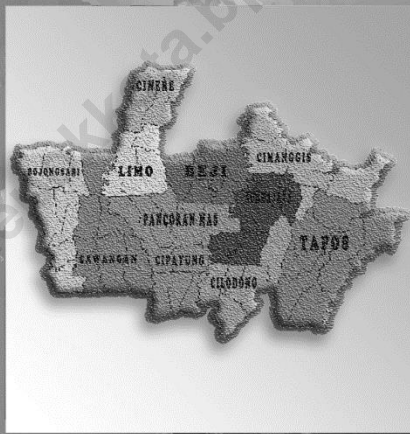 CINERE
BOJONGSARI
LIMO
BEJI
CIMANGGIS
PANCORAN MAS
TAPOS
SAWANGAN
CIPAYUNG
CILODONG